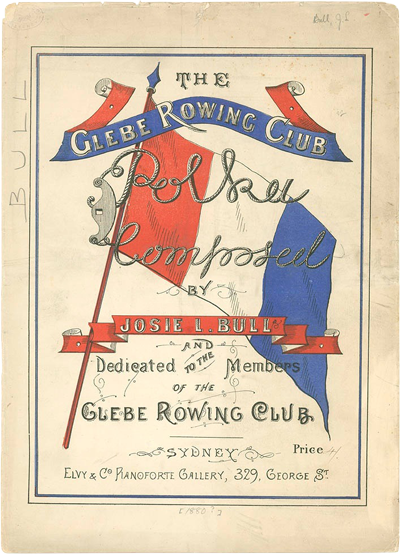 Bull, J.L
BULL
THE
GLEBE ROWING CLUB
Polka
Composed
BY
JOSIE L. BULL
AND
Dedicated TO THE Members
OF THE
GLEBE ROWING CLUB
SYDNEY Price 4/.
ELVY & Co PIANOFORTE GALLERY, 329, GEORGE ST.
[1880?]